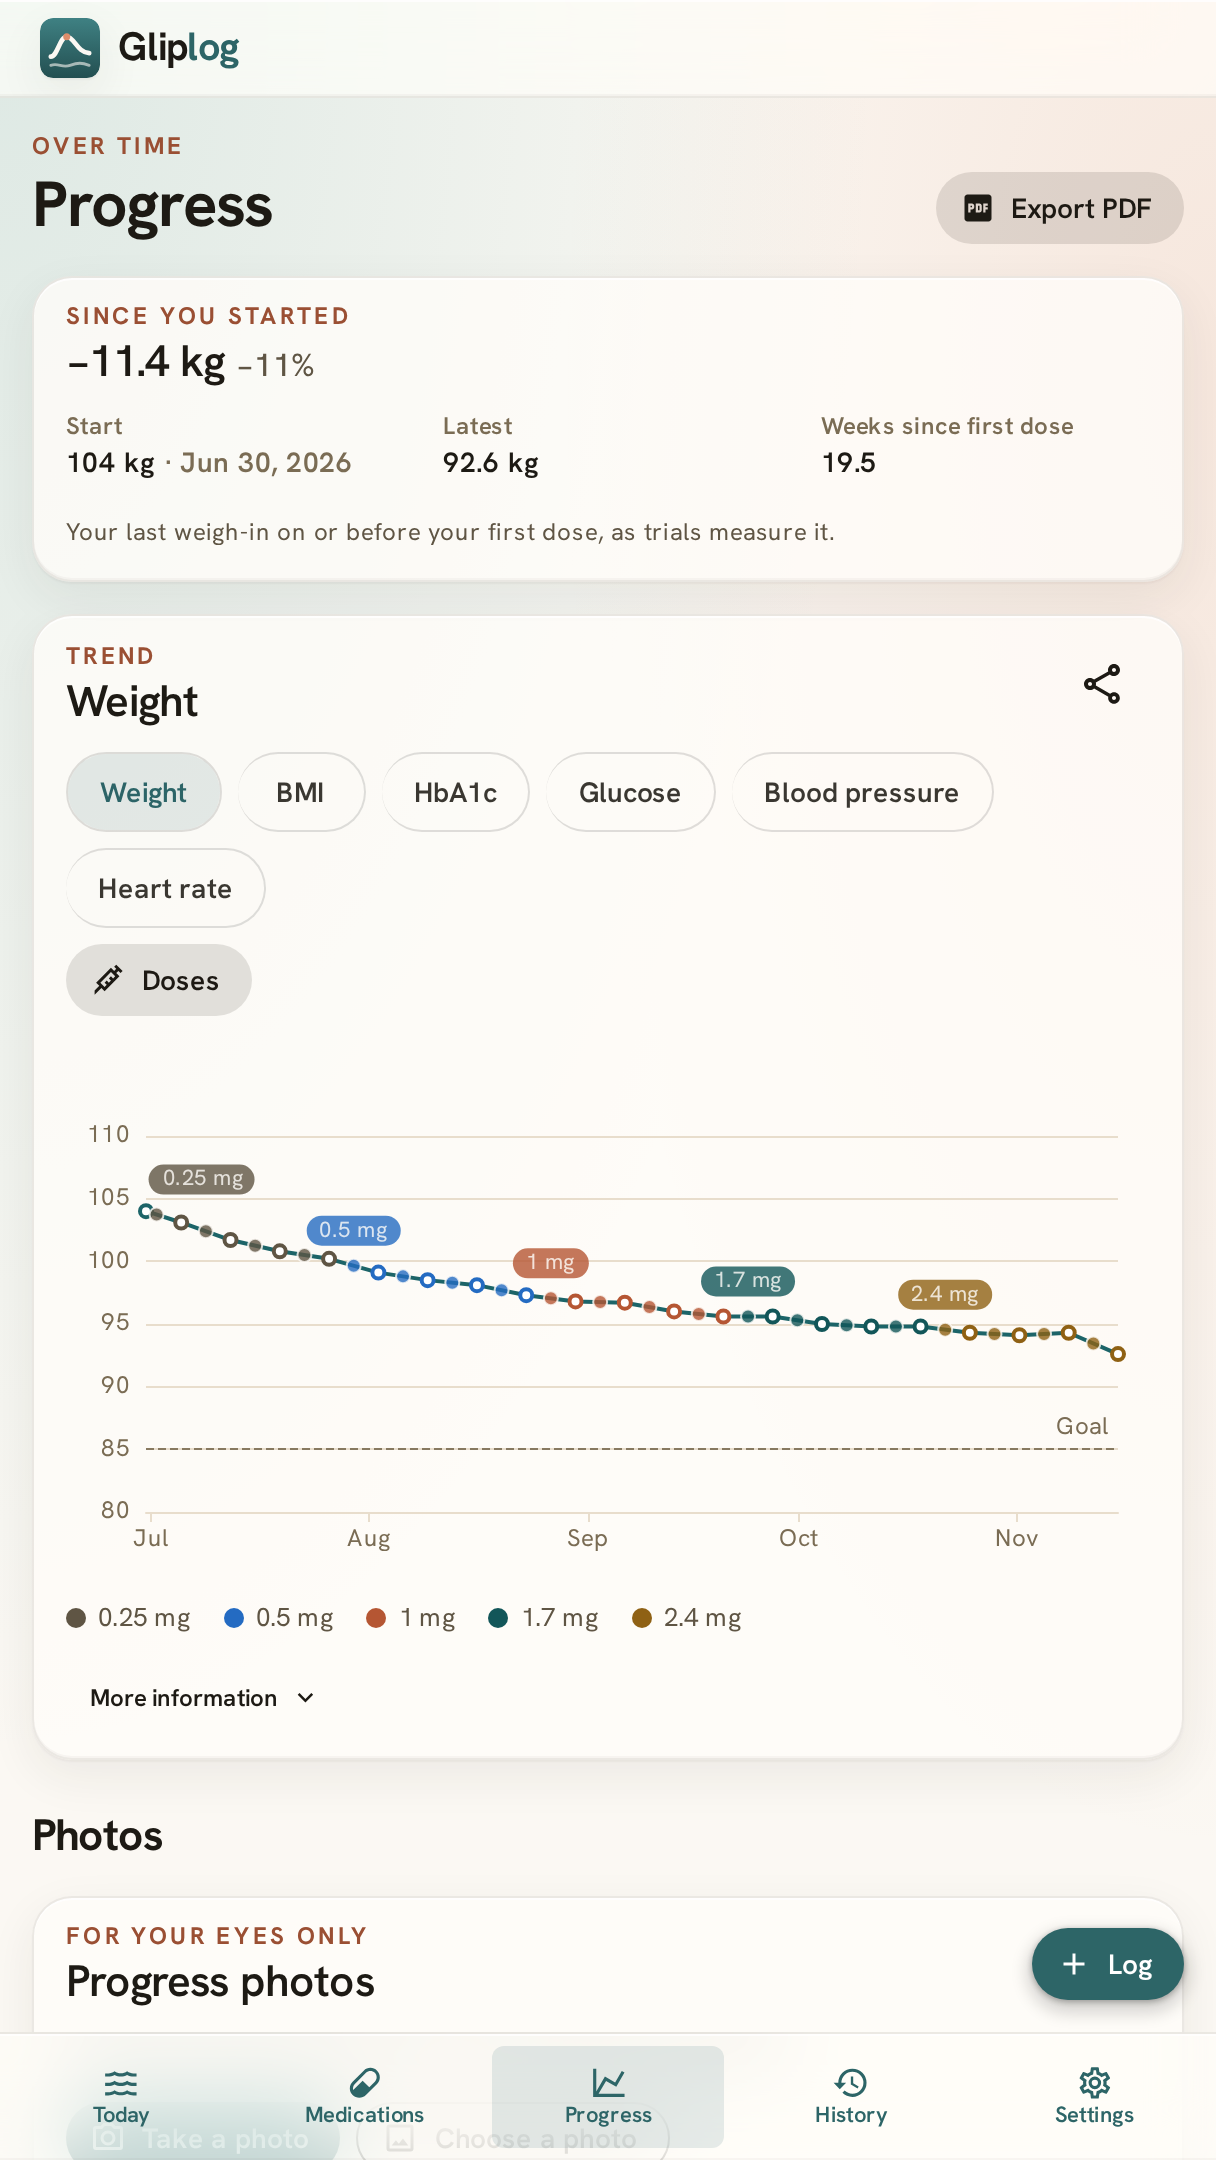 Gliplog
OVER TIME
Progress
PDF Export PDF
SINCE YOU STARTED
−11.4 kg −11%
Start Latest Weeks since first dose
104 kg · Jun 30, 2026 92.6 kg 19.5
Your last weigh-in on or before your first dose, as trials measure it.
TREND
Weight
Weight BMI HbA1c Glucose Blood pressure
Heart rate
Doses
110
0.25 mg
105
0.5 mg
100
1 mg
1.7 mg
2.4 mg
95
90
Goal
85
80
Jul Aug Sep Oct Nov
0.25 mg 0.5 mg 1 mg 1.7 mg 2.4 mg
More information
Photos
FOR YOUR EYES ONLY
Progress photos
Log
Today Medications Progress History Settings
Take a photo Choose a photo